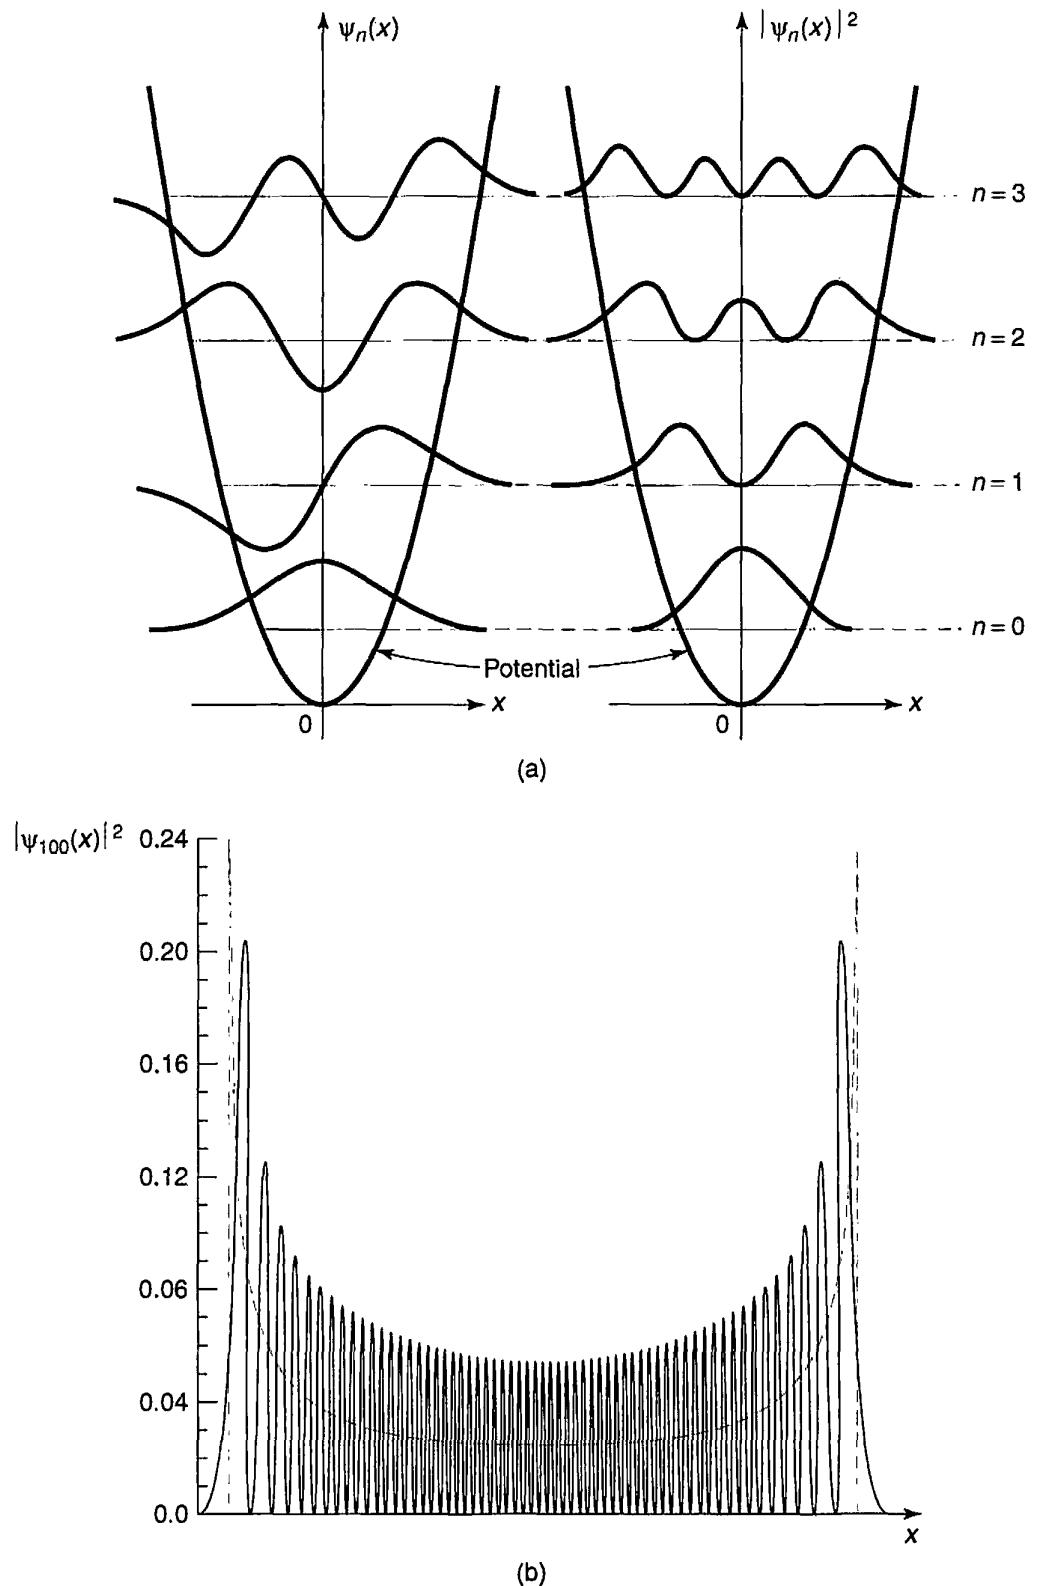 ψn(x)
|ψn(x)|2
n = 3
n = 2
n = 1
n = 0
Potential
x
x
0
0
(a)
|ψ100(x)|2
0.24
0.20
0.16
0.12
0.06
0.04
0.0
x
(b)